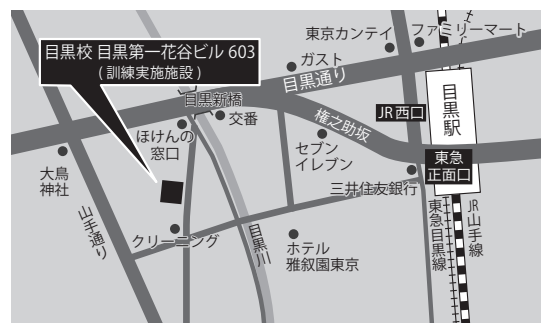 目黒校 目黒第一花谷ビル 603
(訓練実施施設)
東京カンテイ
ファミリーマート
ガスト
目黒通り
目黒新橋
交番
権之助坂
JR西口
目黒駅
ほけんの
窓口
セブン
イレブン
東急
正面口
三井住友銀行
大鳥
神社
山手通り
クリーニング
目黒川
ホテル
雅叙園東京
東急目黒線
JR山手線